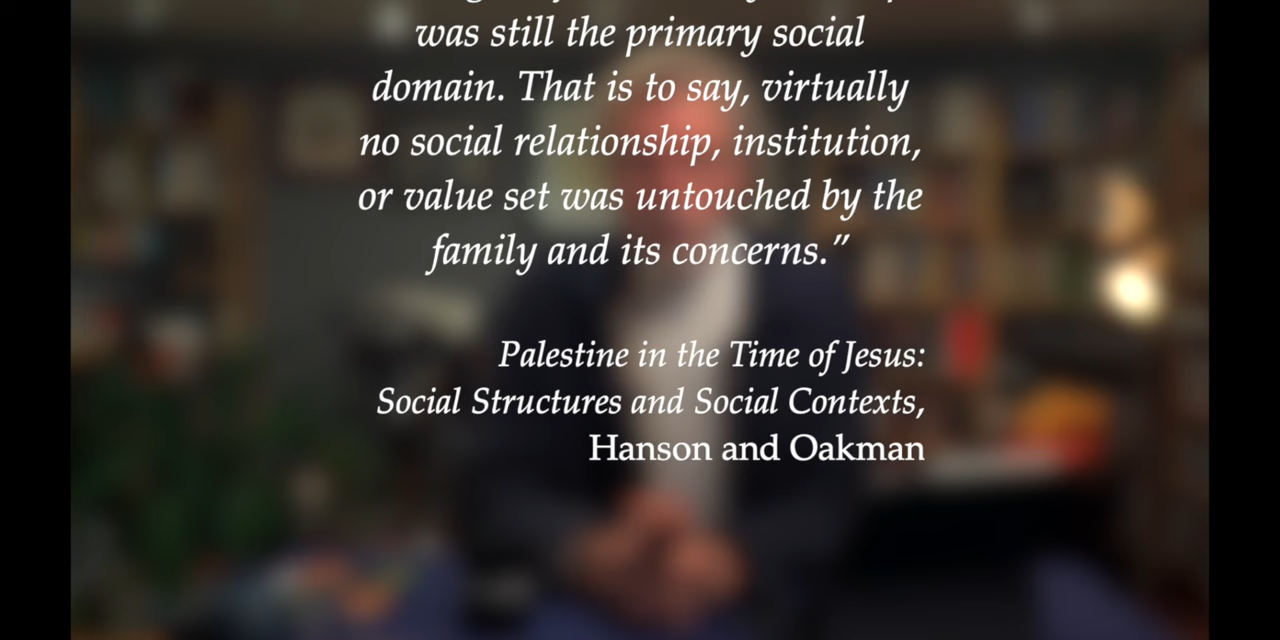 was still the primary social
domain. That is to say, virtually
no social relationship, institution,
or value set was untouched by the
family and its concerns.”
Palestine in the Time of Jesus:
Social Structures and Social Contexts,
Hanson and Oakman